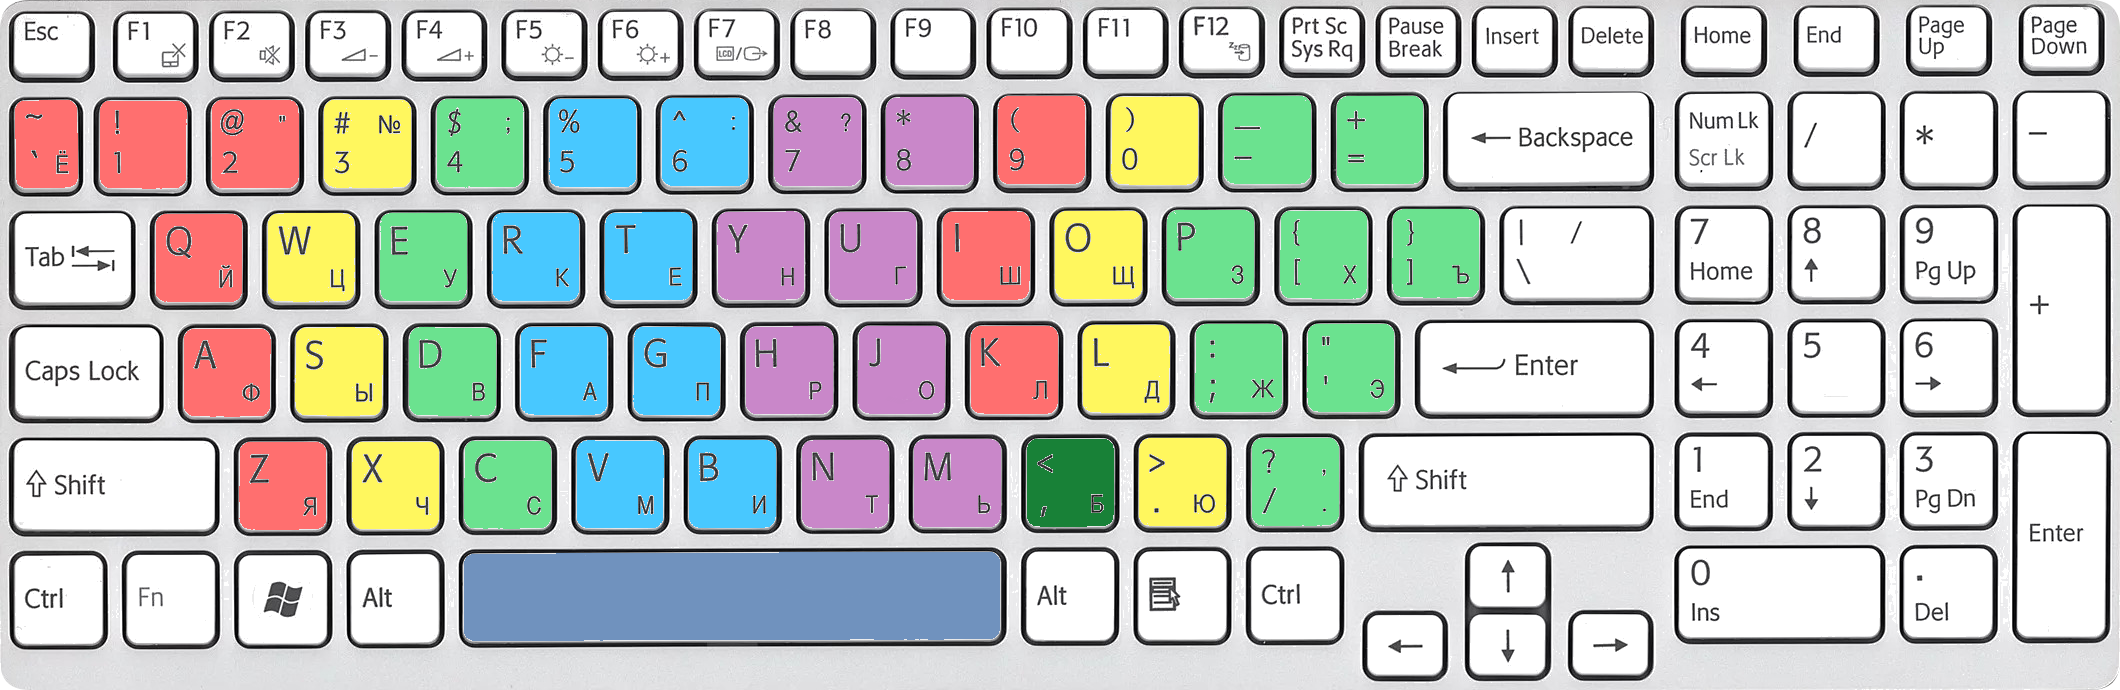 Esc F1 F2 F3 F4 F5 F6 F7 LCD F8 F9 F10 F11 F12 Prt Sc Sys Rq Pause Break Insert Delete Home End Page Up Page Down
~ ` Ё ! 1 @ " 2 # № 3 $ ; 4 % 5 ^ : 6 & ? 7 * 8 ( 9 ) 0 — – + = Backspace Num Lk Scr Lk / * –
Tab Q Й W Ц E У R К T Е Y Н U Г I Ш O Щ P З { [ Х } ] Ъ | / \ 7 Home 8 9 Pg Up +
Caps Lock A Ф S Ы D В F А G П H Р J О K Л L Д : ; Ж " ' Э Enter 4 5 6
Shift Z Я X Ч C С V М B И N Т M Ь < , Б > . Ю ? , / . Shift 1 End 2 3 Pg Dn Enter
Ctrl Fn Alt Alt Ctrl 0 Ins . Del